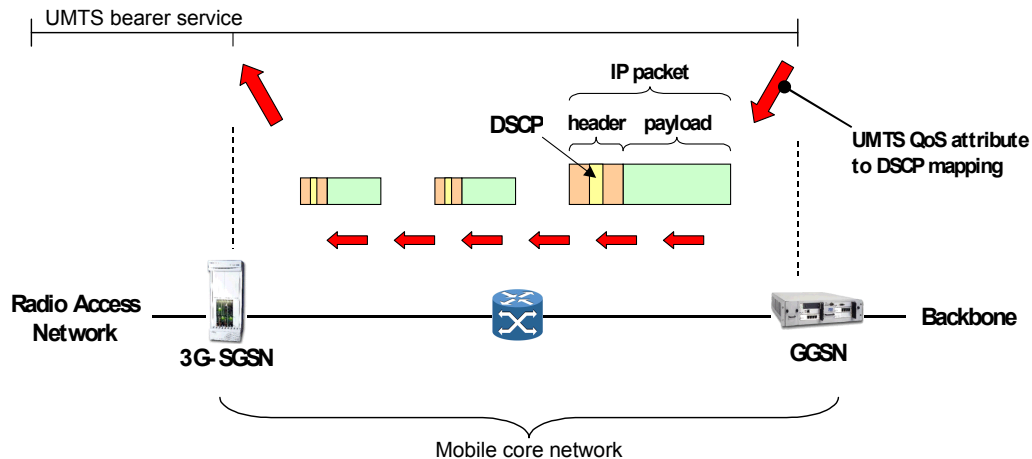 UMTS bearer service
IP packet
DSCP
header
payload
UMTS QoS attribute
to DSCP mapping
Radio Access
Network
3G-SGSN
GGSN
Backbone
Mobile core network